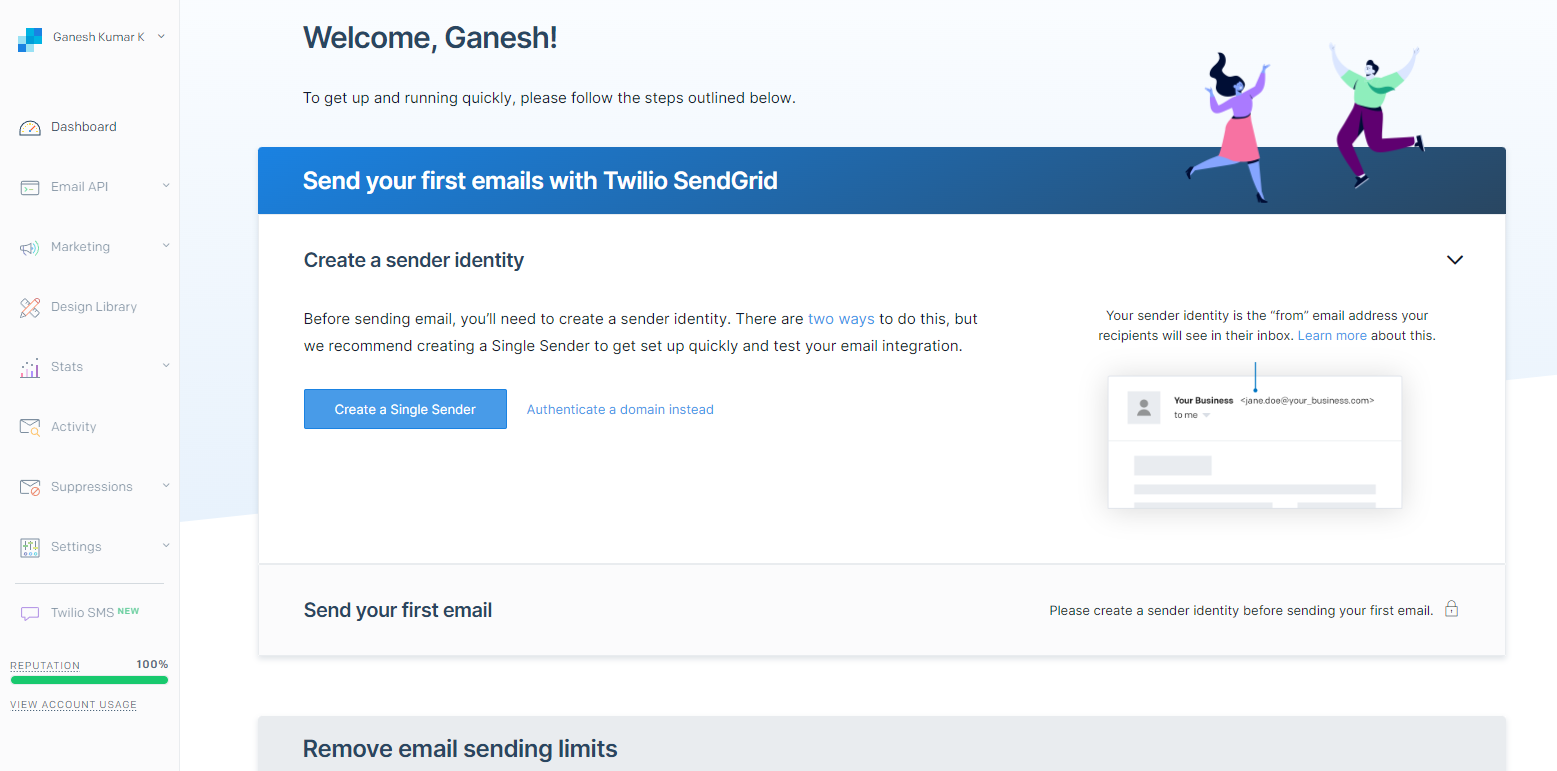 Ganesh Kumar K
Dashboard
Email API
Marketing
Design Library
Stats
Activity
Suppressions
Settings
Twilio SMS NEW
REPUTATION 100%
VIEW ACCOUNT USAGE
Welcome, Ganesh!
To get up and running quickly, please follow the steps outlined below.
Send your first emails with Twilio SendGrid
Create a sender identity
Before sending email, you’ll need to create a sender identity. There are two ways to do this, but
we recommend creating a Single Sender to get set up quickly and test your email integration.
Create a Single Sender
Authenticate a domain instead
Your sender identity is the “from” email address your
recipients will see in their inbox. Learn more about this.
Your Business <jane.doe@your_business.com>
to me
Send your first email
Please create a sender identity before sending your first email.
Remove email sending limits